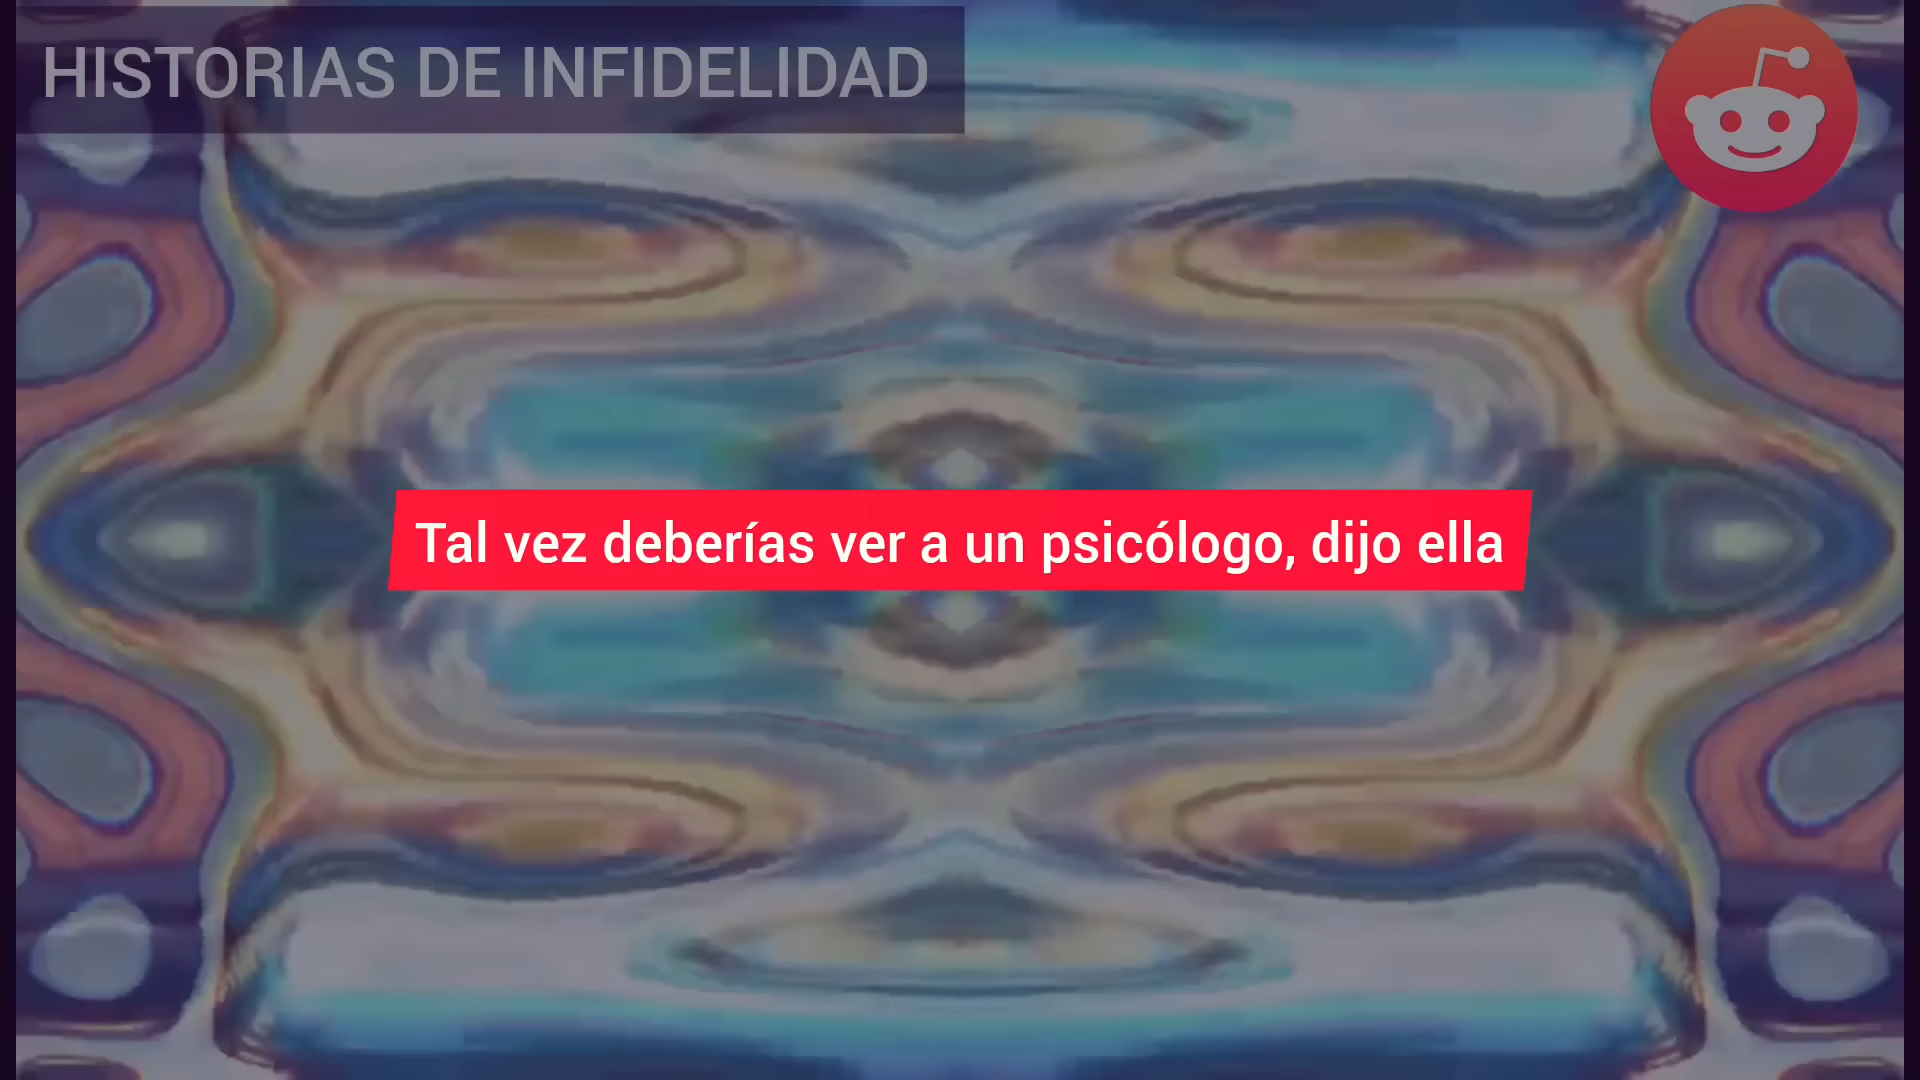 HISTORIAS DE INFIDELIDAD
Tal vez deberías ver a un psicólogo, dijo ella